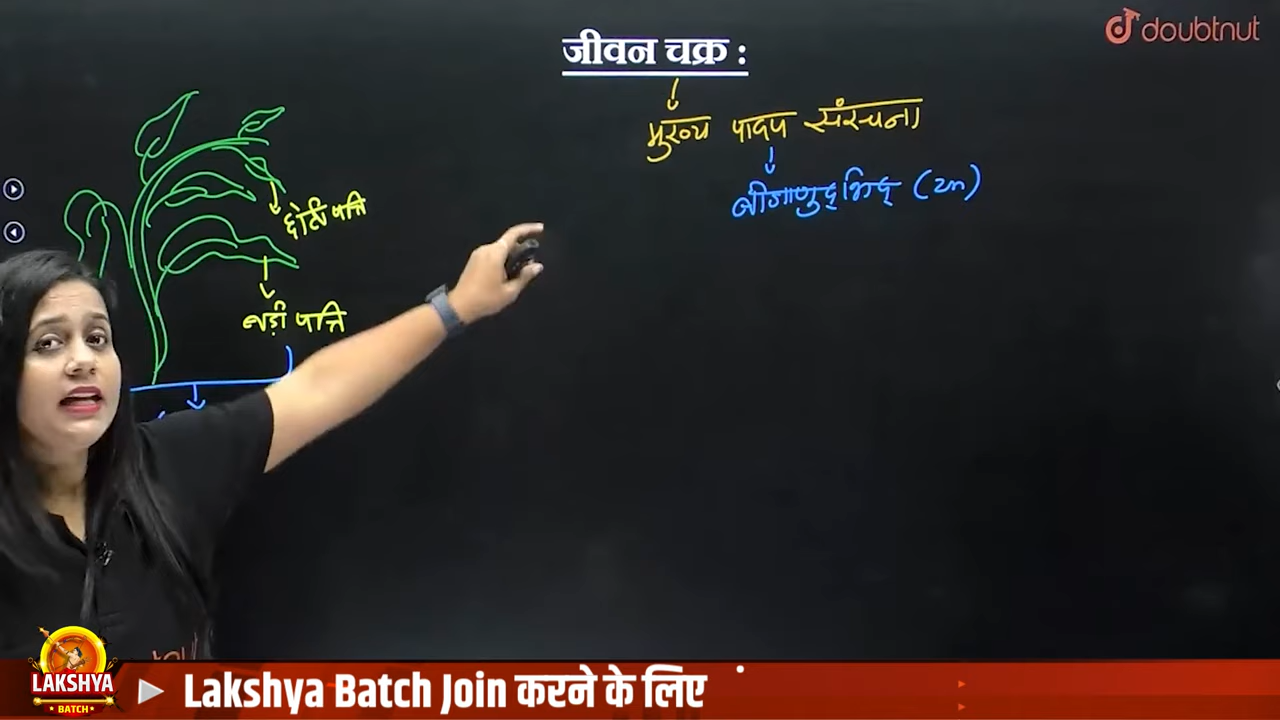 doubtnut
जीवन चक्र :
मुख्य पादप संरचना
बीजाणुद्भिद् (2n)
छोटी पत्ति
बड़ी पत्ति
LAKSHYA
BATCH
Lakshya Batch Join करने के लिए